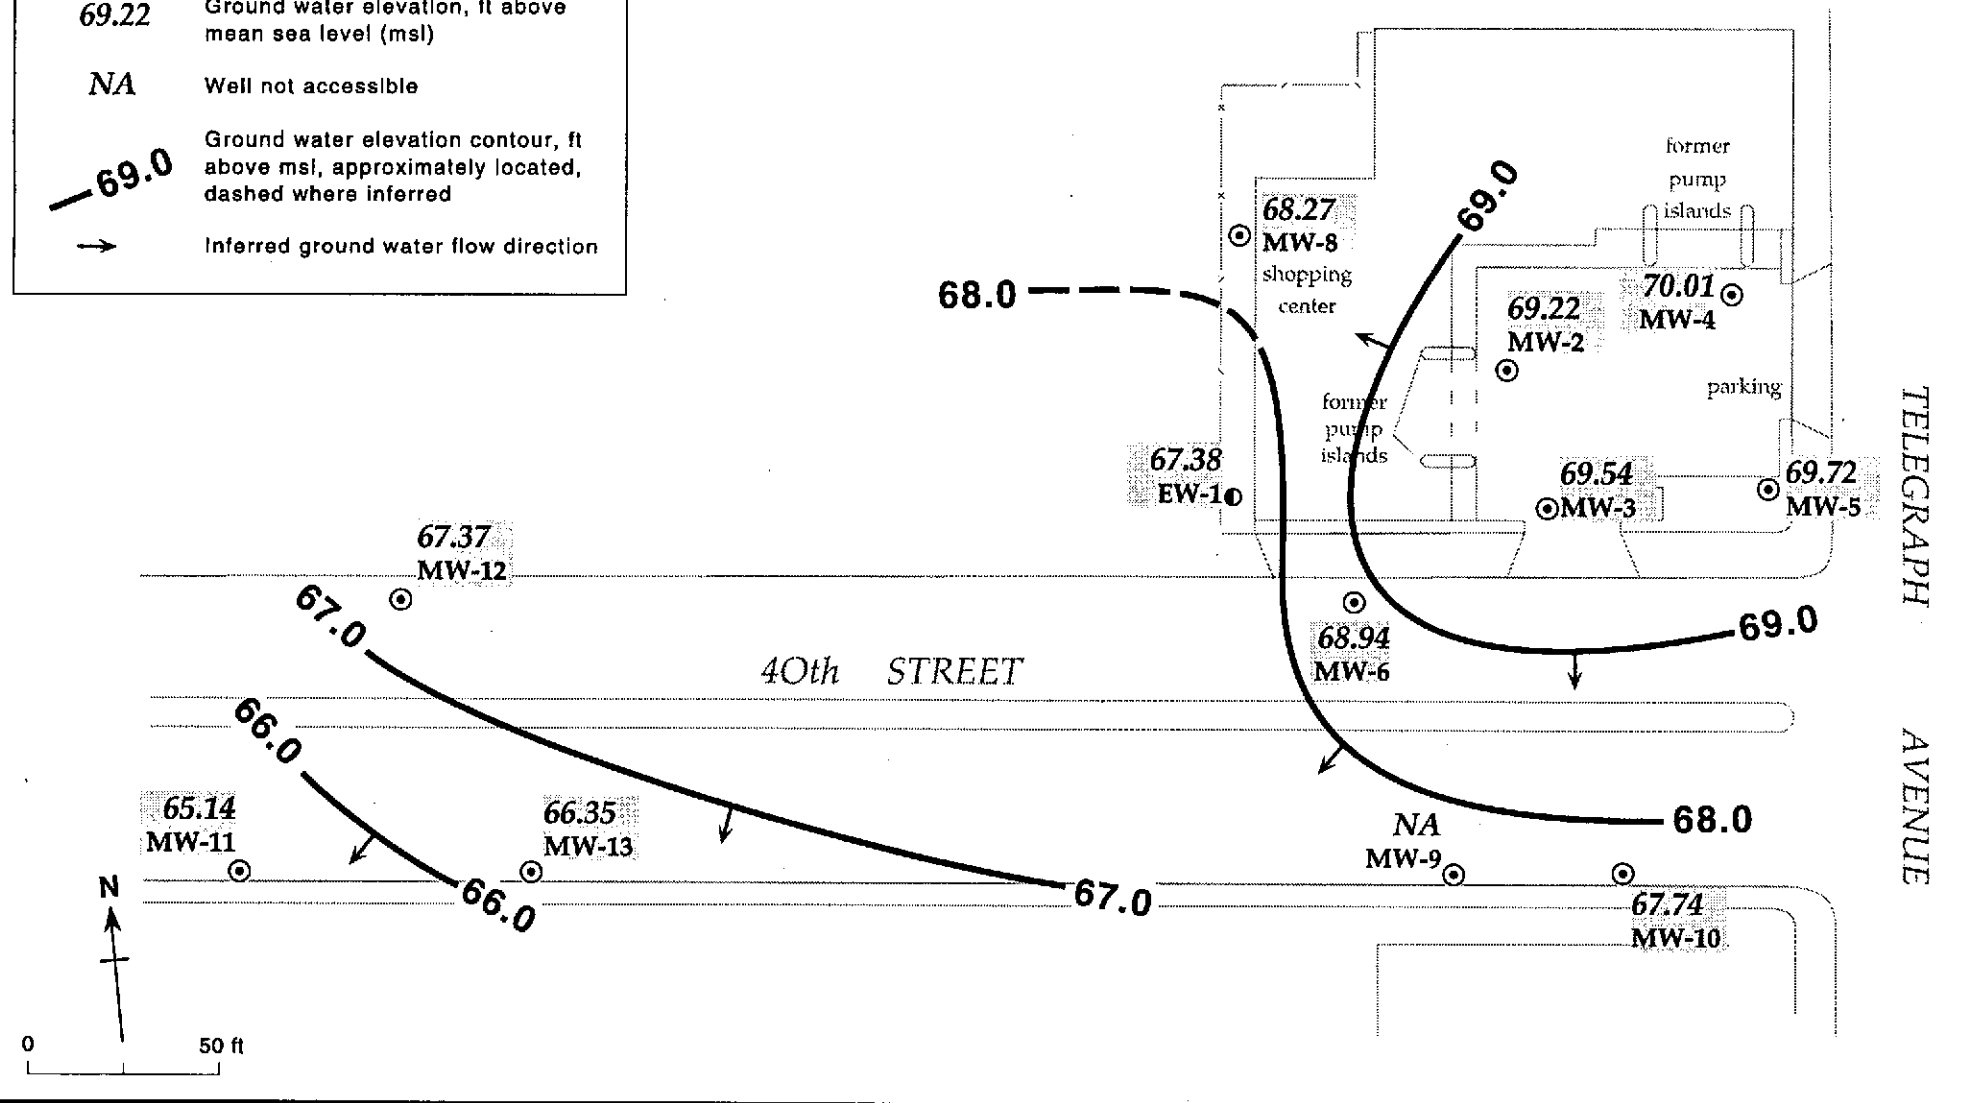 69.22
Ground water elevation, ft above
mean sea level (msl)
NA
Well not accessible
69.0
Ground water elevation contour, ft
above msl, approximately located,
dashed where inferred
Inferred ground water flow direction
former
pump
islands
69.0
68.27
MW-8
shopping
center
68.0
70.01
MW-4
69.22
MW-2
parking
former
pump
islands
67.38
EW-1
69.54
MW-3
69.72
MW-5
TELEGRAPH AVENUE
67.37
MW-12
67.0
69.0
68.94
MW-6
40th STREET
66.0
65.14
MW-11
66.35
MW-13
68.0
NA
MW-9
66.0
67.0
67.74
MW-10
N
0 50 ft